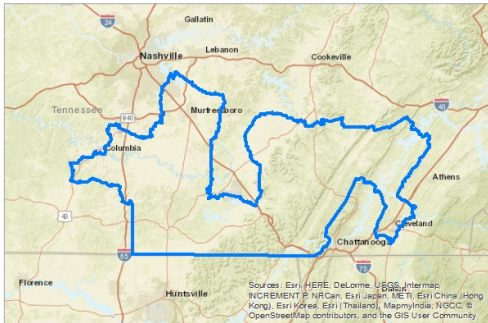 Gallatin
24
Nashville
Lebanon
Cookeville
40
Tennessee
840
Murfreesboro
Columbia
Athens
43
Cleveland
Chattanooga
65
75
Dalton
Florence
Huntsville
Sources: Esri, HERE, DeLorme, USGS, Intermap,
INCREMENT P, NRCan, Esri Japan, METI, Esri China (Hong
Kong), Esri Korea, Esri (Thailand), MapmyIndia, NGCC, ©
OpenStreetMap contributors, and the GIS User Community